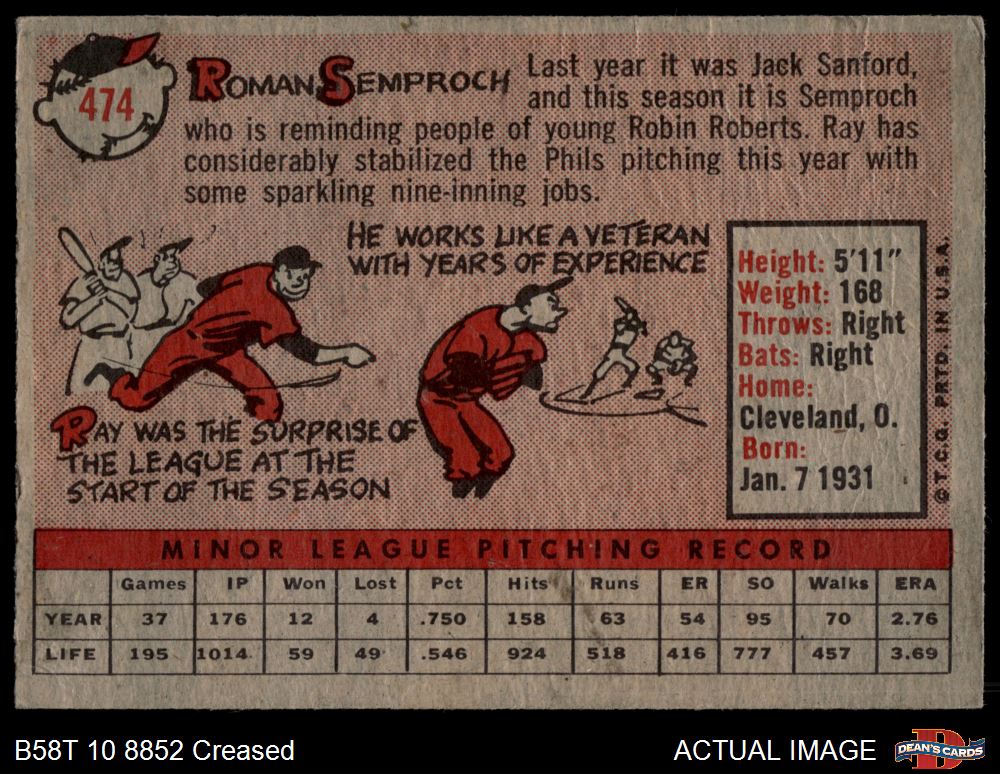 474
ROMAN SEMPROCH
Last year it was Jack Sanford,
and this season it is Semproch
who is reminding people of young Robin Roberts. Ray has
considerably stabilized the Phils pitching this year with
some sparkling nine-inning jobs.
HE WORKS LIKE A VETERAN
WITH YEARS OF EXPERIENCE
RAY WAS THE SURPRISE OF
THE LEAGUE AT THE
START OF THE SEASON
Height: 5'11"
Weight: 168
Throws: Right
Bats: Right
Home:
Cleveland, O.
Born:
Jan. 7 1931
©T.C.G. PRTD. IN U.S.A.
MINOR LEAGUE PITCHING RECORD
Games IP Won Lost Pct Hits Runs ER SO Walks ERA
YEAR 37 176 12 4 .750 158 63 54 95 70 2.76
LIFE 195 1014 59 49 .546 924 518 416 777 457 3.69
B58T 10 8852 Creased
ACTUAL IMAGE
DEAN'S CARDS